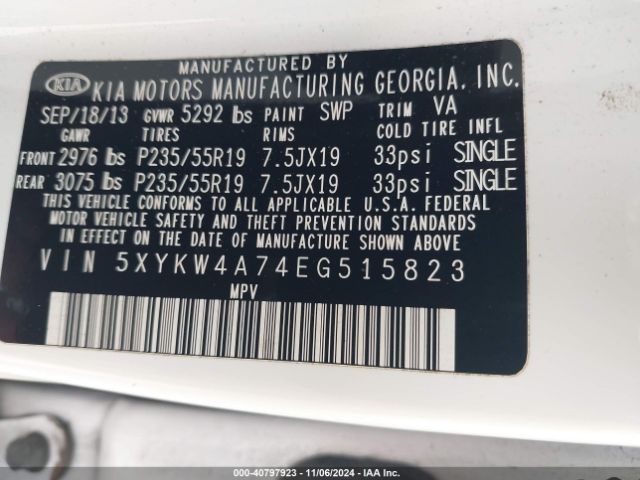 MANUFACTURED BY
KIA KIA MOTORS MANUFACTURING GEORGIA, INC.
SEP/18/13 GVWR 5292 lbs PAINT SWP TRIM VA
GAWR TIRES RIMS COLD TIRE INFL
FRONT 2976 lbs P235/55R19 7.5JX19 33psi SINGLE
REAR 3075 lbs P235/55R19 7.5JX19 33psi SINGLE
THIS VEHICLE CONFORMS TO ALL APPLICABLE U.S.A. FEDERAL
MOTOR VEHICLE SAFETY AND THEFT PREVENTION STANDARDS
IN EFFECT ON THE DATE OF MANUFACTURE SHOWN ABOVE
VIN 5XYKW4A74EG515823
MPV
000-40797923 | 11/06/2024 | IAA Inc.